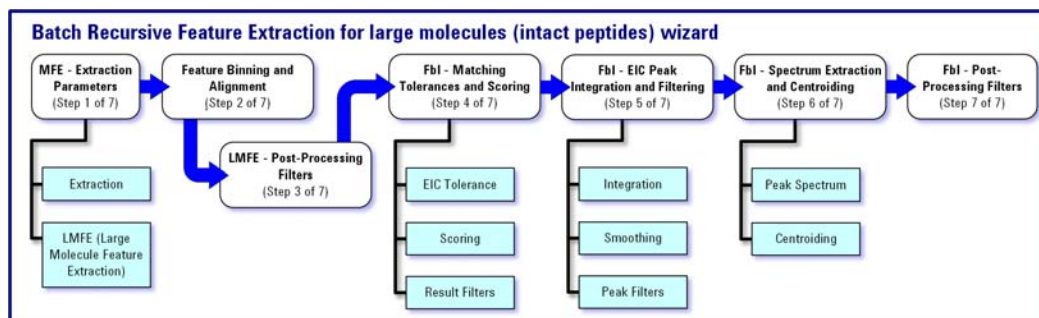 Batch Recursive Feature Extraction for large molecules (intact peptides) wizard
MFE - Extraction
Parameters
(Step 1 of 7)
Feature Binning and
Alignment
(Step 2 of 7)
LMFE - Post-Processing
Filters
(Step 3 of 7)
FbI - Matching
Tolerances and Scoring
(Step 4 of 7)
FbI - EIC Peak
Integration and Filtering
(Step 5 of 7)
FbI - Spectrum Extraction
and Centroiding
(Step 6 of 7)
FbI - Post-
Processing Filters
(Step 7 of 7)
Extraction
LMFE (Large
Molecule Feature
Extraction)
EIC Tolerance
Scoring
Result Filters
Integration
Smoothing
Peak Filters
Peak Spectrum
Centroiding